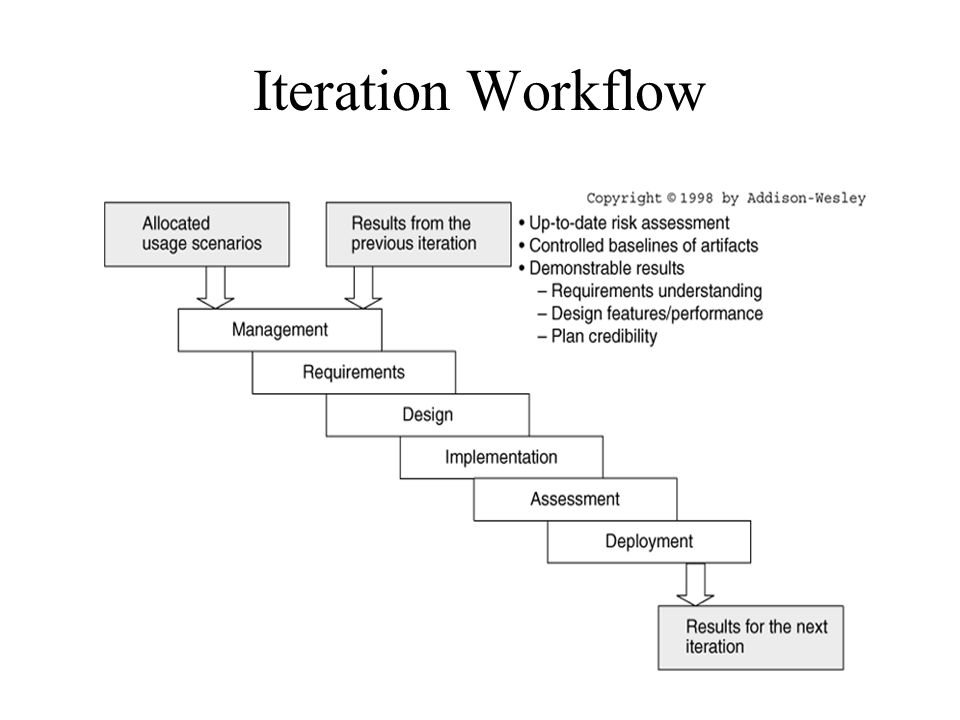 Iteration Workflow
Copyright © 1998 by Addison-Wesley
Allocated
usage scenarios
Results from the
previous iteration
• Up-to-date risk assessment
• Controlled baselines of artifacts
• Demonstrable results
– Requirements understanding
– Design features/performance
– Plan credibility
Management
Requirements
Design
Implementation
Assessment
Deployment
Results for the next
iteration